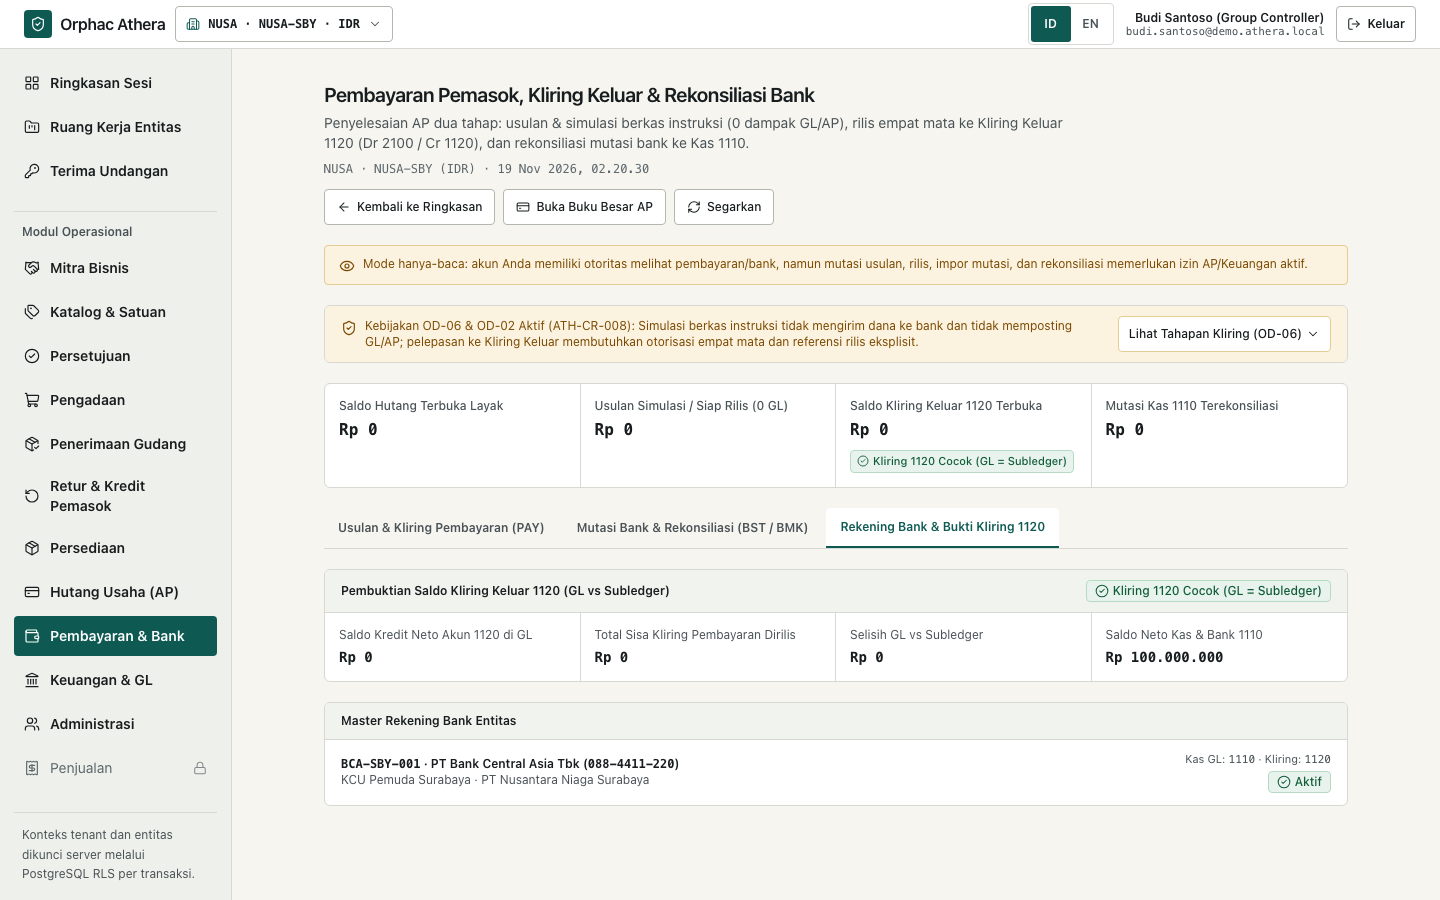 Orphac Athera
NUSA · NUSA-SBY · IDR
ID
EN
Budi Santoso (Group Controller)
budi.santoso@demo.athera.local
Keluar
Ringkasan Sesi
Ruang Kerja Entitas
Terima Undangan
Modul Operasional
Mitra Bisnis
Katalog & Satuan
Persetujuan
Pengadaan
Penerimaan Gudang
Retur & Kredit
Pemasok
Persediaan
Hutang Usaha (AP)
Pembayaran & Bank
Keuangan & GL
Administrasi
Penjualan
Konteks tenant dan entitas
dikunci server melalui
PostgreSQL RLS per transaksi.
Pembayaran Pemasok, Kliring Keluar & Rekonsiliasi Bank
Penyelesaian AP dua tahap: usulan & simulasi berkas instruksi (0 dampak GL/AP), rilis empat mata ke Kliring Keluar
1120 (Dr 2100 / Cr 1120), dan rekonsiliasi mutasi bank ke Kas 1110.
NUSA · NUSA-SBY (IDR) · 19 Nov 2026, 02.20.30
Kembali ke Ringkasan
Buka Buku Besar AP
Segarkan
Mode hanya-baca: akun Anda memiliki otoritas melihat pembayaran/bank, namun mutasi usulan, rilis, impor mutasi, dan rekonsiliasi memerlukan izin AP/Keuangan aktif.
Kebijakan OD-06 & OD-02 Aktif (ATH-CR-008): Simulasi berkas instruksi tidak mengirim dana ke bank dan tidak memposting
GL/AP; pelepasan ke Kliring Keluar membutuhkan otorisasi empat mata dan referensi rilis eksplisit.
Lihat Tahapan Kliring (OD-06)
Saldo Hutang Terbuka Layak
Rp 0
Usulan Simulasi / Siap Rilis (0 GL)
Rp 0
Saldo Kliring Keluar 1120 Terbuka
Rp 0
Kliring 1120 Cocok (GL = Subledger)
Mutasi Kas 1110 Terekonsiliasi
Rp 0
Usulan & Kliring Pembayaran (PAY)
Mutasi Bank & Rekonsiliasi (BST / BMK)
Rekening Bank & Bukti Kliring 1120
Pembuktian Saldo Kliring Keluar 1120 (GL vs Subledger)
Kliring 1120 Cocok (GL = Subledger)
Saldo Kredit Neto Akun 1120 di GL
Rp 0
Total Sisa Kliring Pembayaran Dirilis
Rp 0
Selisih GL vs Subledger
Rp 0
Saldo Neto Kas & Bank 1110
Rp 100.000.000
Master Rekening Bank Entitas
BCA-SBY-001 · PT Bank Central Asia Tbk (088-4411-220)
KCU Pemuda Surabaya · PT Nusantara Niaga Surabaya
Kas GL: 1110 · Kliring: 1120
Aktif